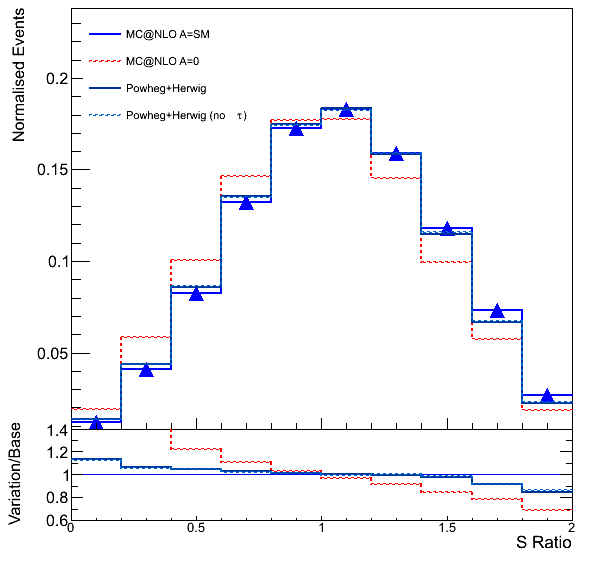 Normalised Events
MC@NLO A=SM
MC@NLO A=0
Powheg+Herwig
Powheg+Herwig (no τ)
0.2
0.15
0.1
0.05
Variation/Base
1.4
1.2
1
0.8
0.6
0 0.5 1 1.5 2
S Ratio